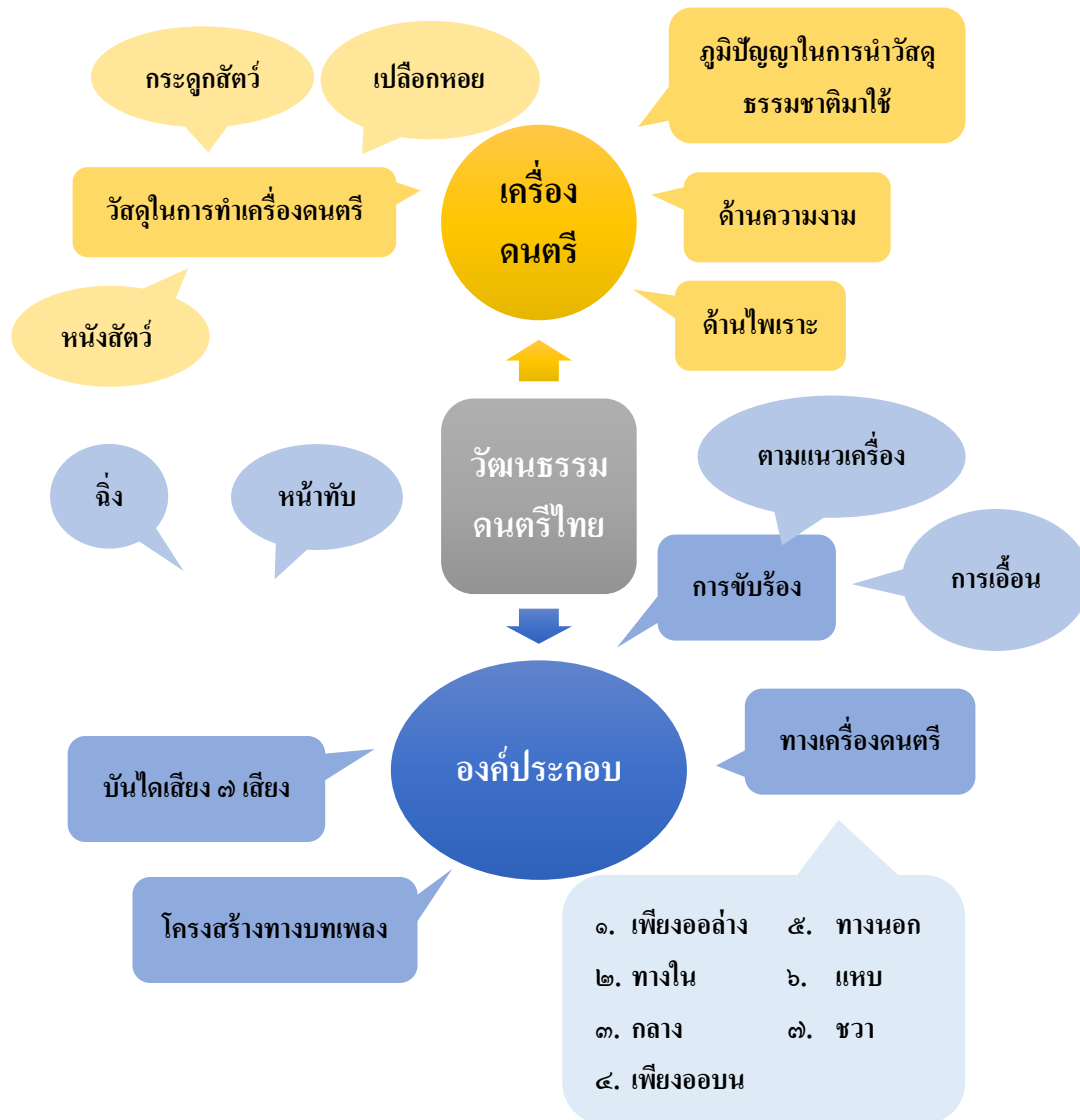 กระดูกสัตว์
เปลือกหอย
ภูมิปัญญาในการนำวัสดุ
ธรรมชาติมาใช้
วัสดุในการทำเครื่องดนตรี
เครื่อง
ดนตรี
ด้านความงาม
หนังสัตว์
ด้านไพเราะ
วัฒนธรรม
ดนตรีไทย
ตามแนวเครื่อง
ฉิ่ง
หน้าทับ
การขับร้อง
การเอื้อน
องค์ประกอบ
ทางเครื่องดนตรี
บันไดเสียง ๗ เสียง
โครงสร้างทางบทเพลง
๑. เพียงออล่าง
๒. ทางใน
๓. กลาง
๔. เพียงออบน
๕. ทางนอก
๖. แหบ
๗. ชวา